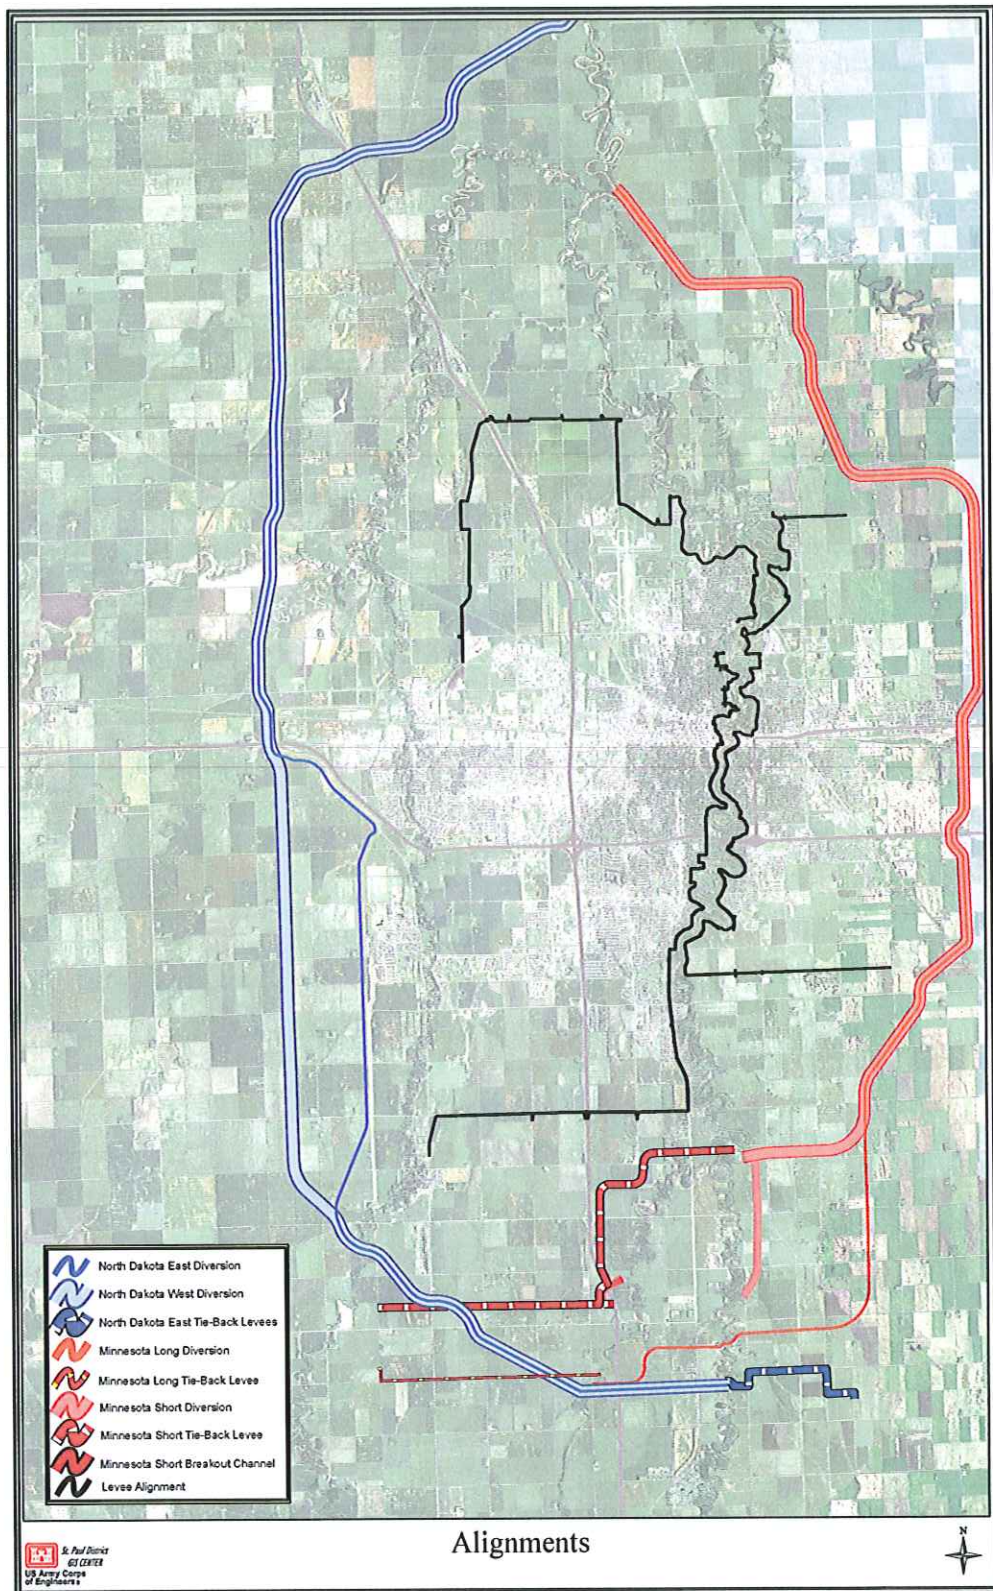 North Dakota East Diversion
North Dakota West Diversion
North Dakota East Tie-Back Levees
Minnesota Long Diversion
Minnesota Long Tie-Back Levee
Minnesota Short Diversion
Minnesota Short Tie-Back Levee
Minnesota Short Breakout Channel
Levee Alignment
St. Paul District
GIS CENTER
US Army Corps
of Engineers®
Alignments
N